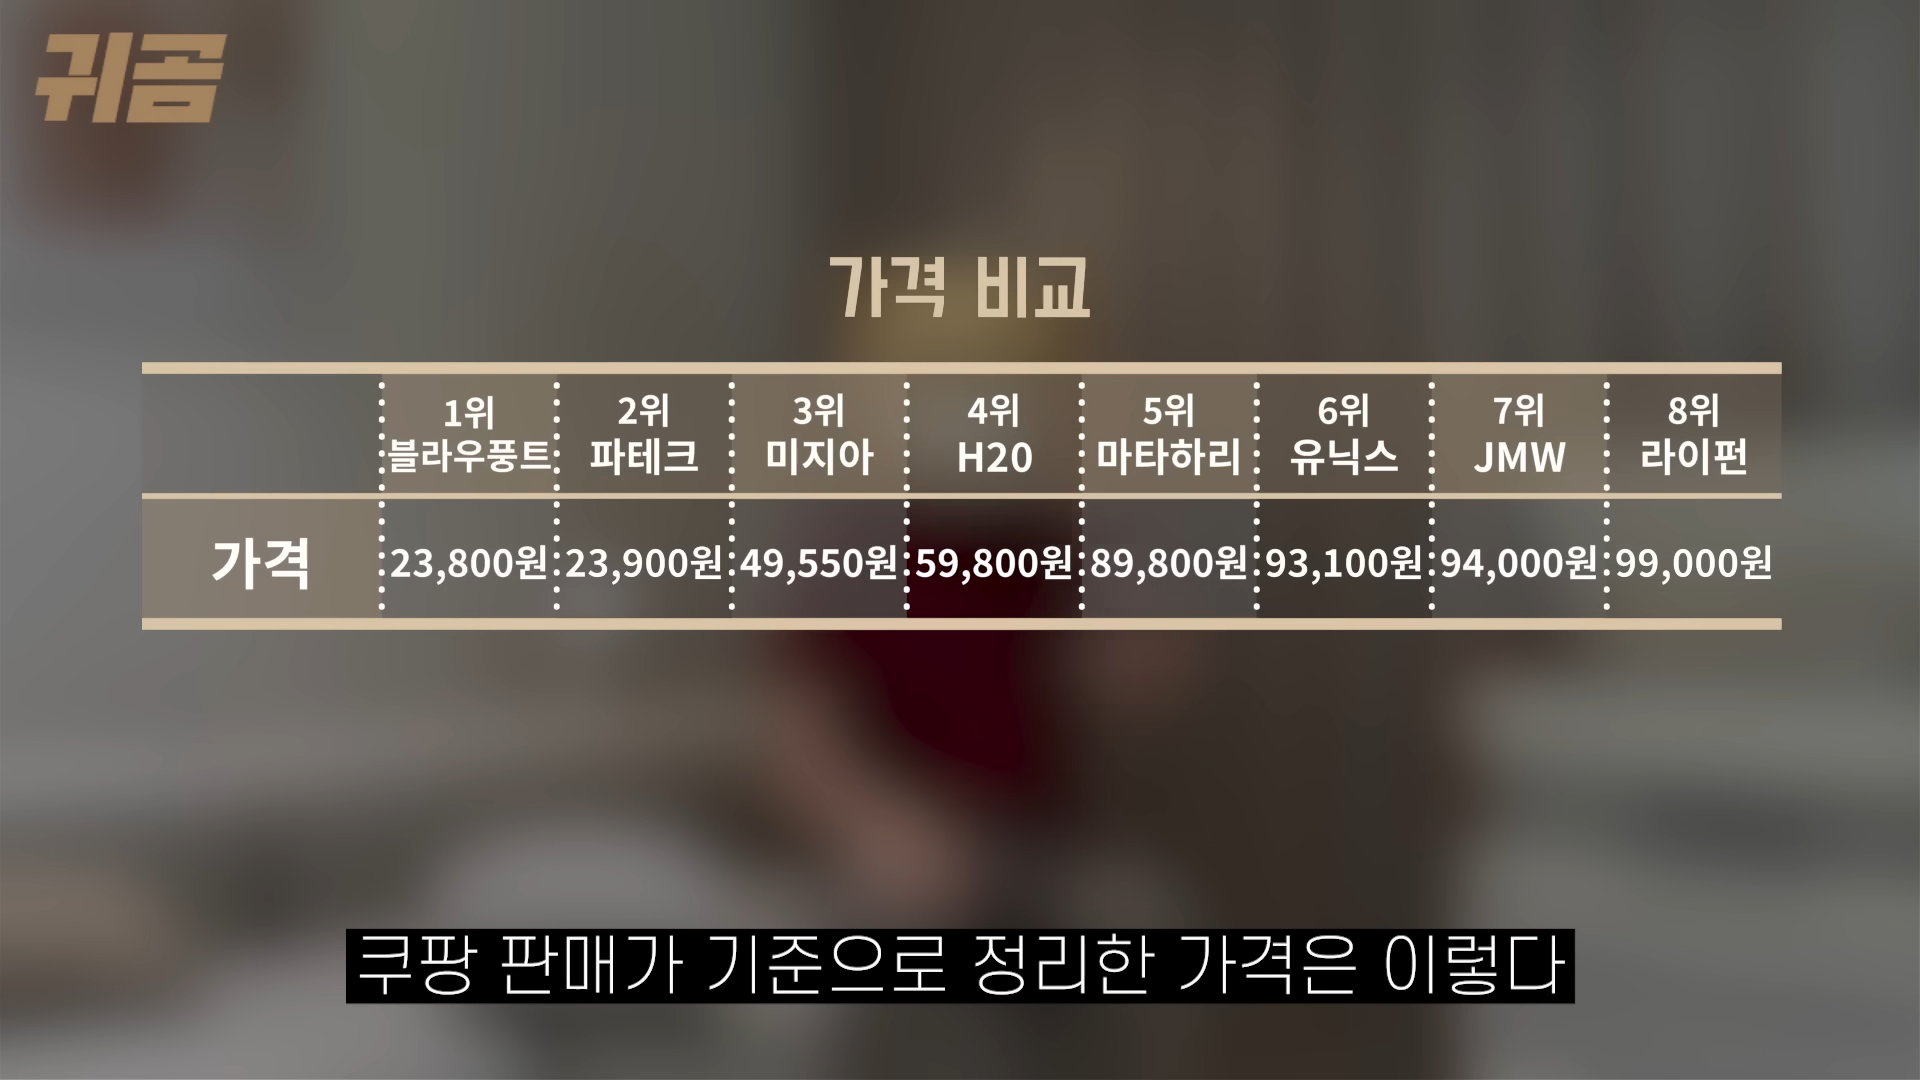 귀곰
가격 비교
1위 2위 3위 4위 5위 6위 7위 8위
블라우풍트 파테크 미지아 H20 마타하리 유닉스 JMW 라이펀
가격 23,800원 23,900원 49,550원 59,800원 89,800원 93,100원 94,000원 99,000원
쿠팡 판매가 기준으로 정리한 가격은 이렇다